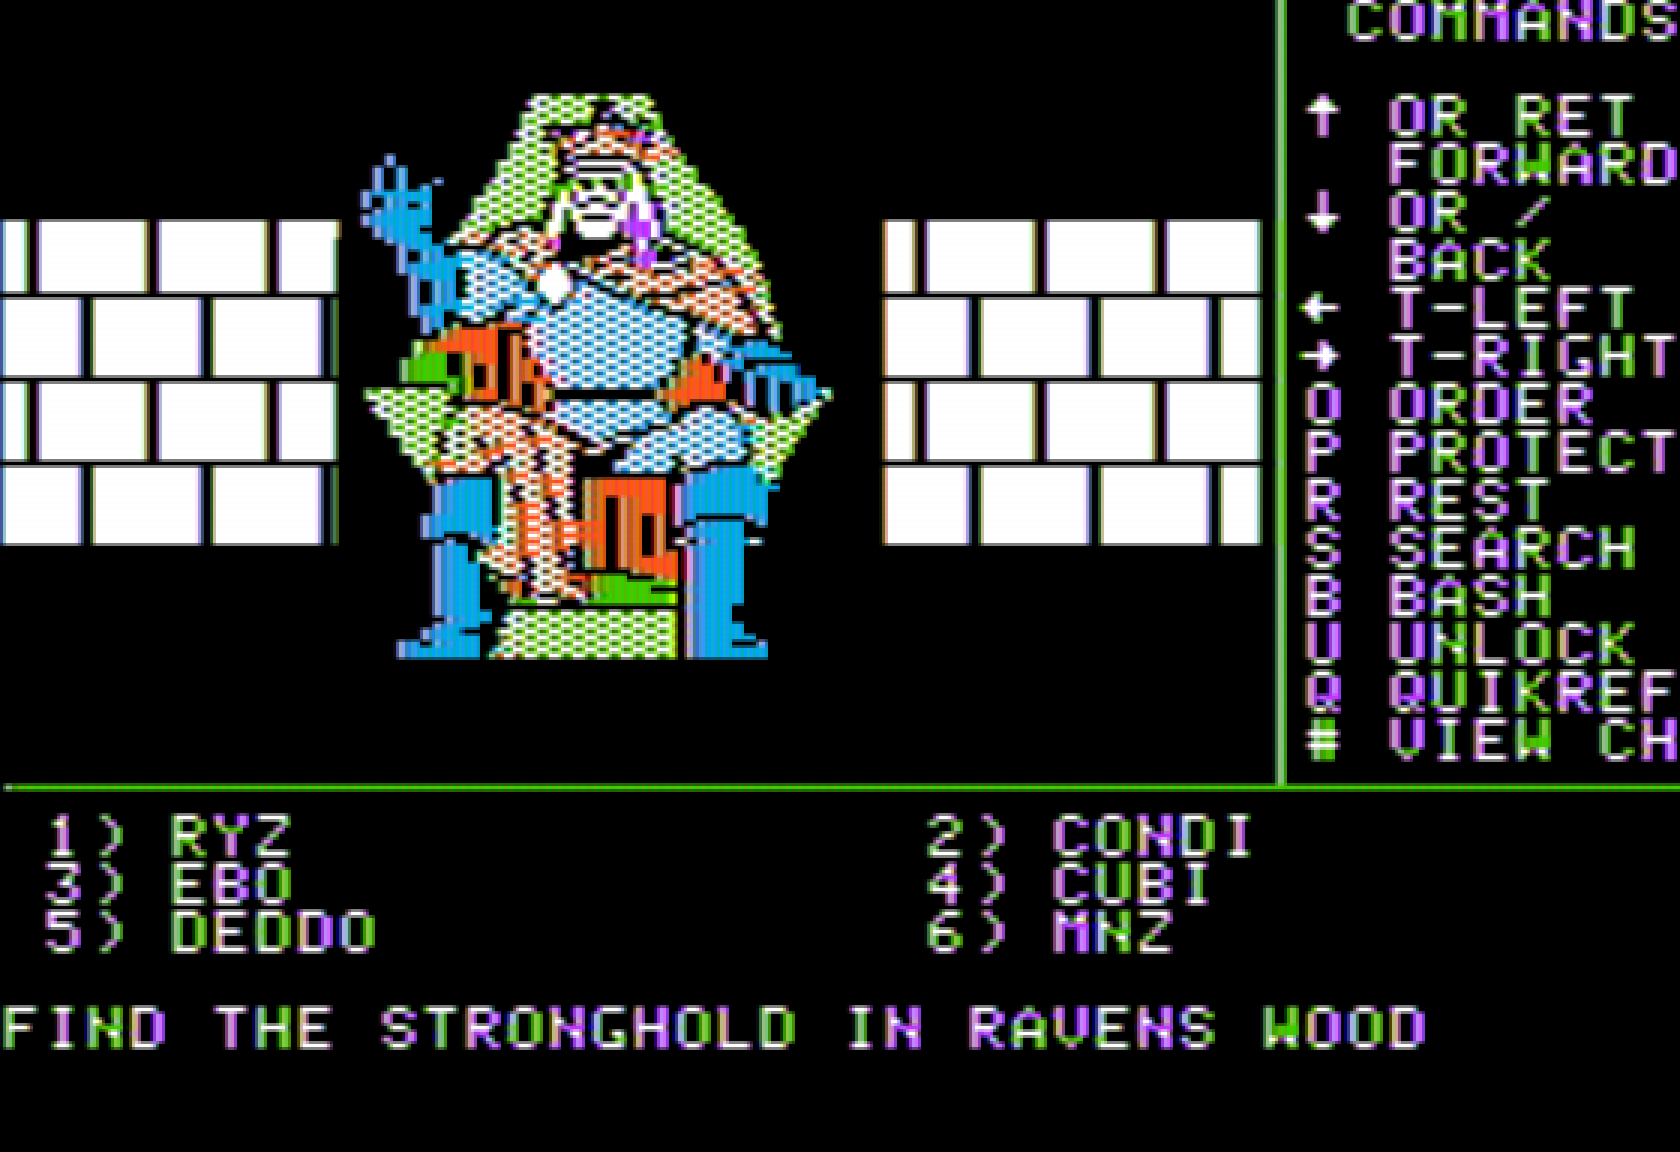 COMMANDS
↑ OR RET
FORWARD
↓ OR /
BACK
← T-LEFT
→ T-RIGHT
O ORDER
P PROTECT
R REST
S SEARCH
B BASH
U UNLOCK
Q QUIKREF
# VIEW CH
1) RYZ 2) CONDI
3) EBO 4) CUBI
5) DEDDO 6) MNZ
FIND THE STRONGHOLD IN RAVENS WOOD